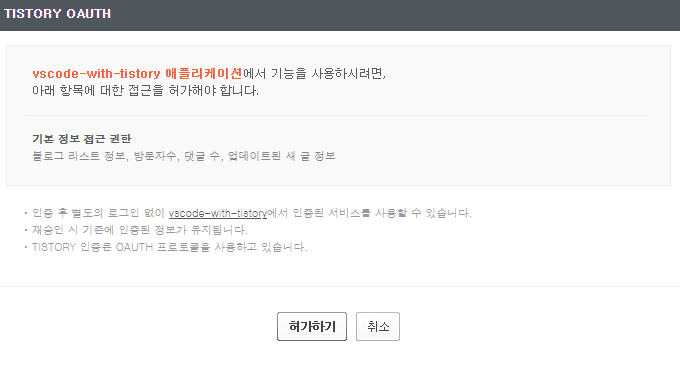 TISTORY OAUTH
vscode-with-tistory 애플리케이션에서 기능을 사용하시려면,
아래 항목에 대한 접근을 허가해야 합니다.
기본 정보 접근 권한
블로그 리스트 정보, 방문자수, 댓글 수, 업데이트된 새 글 정보
· 인증 후 별도의 로그인 없이 vscode-with-tistory에서 인증된 서비스를 사용할 수 있습니다.
· 재승인 시 기존에 인증된 정보가 유지됩니다.
· TISTORY 인증은 OAUTH 프로토콜을 사용하고 있습니다.
허가하기 취소